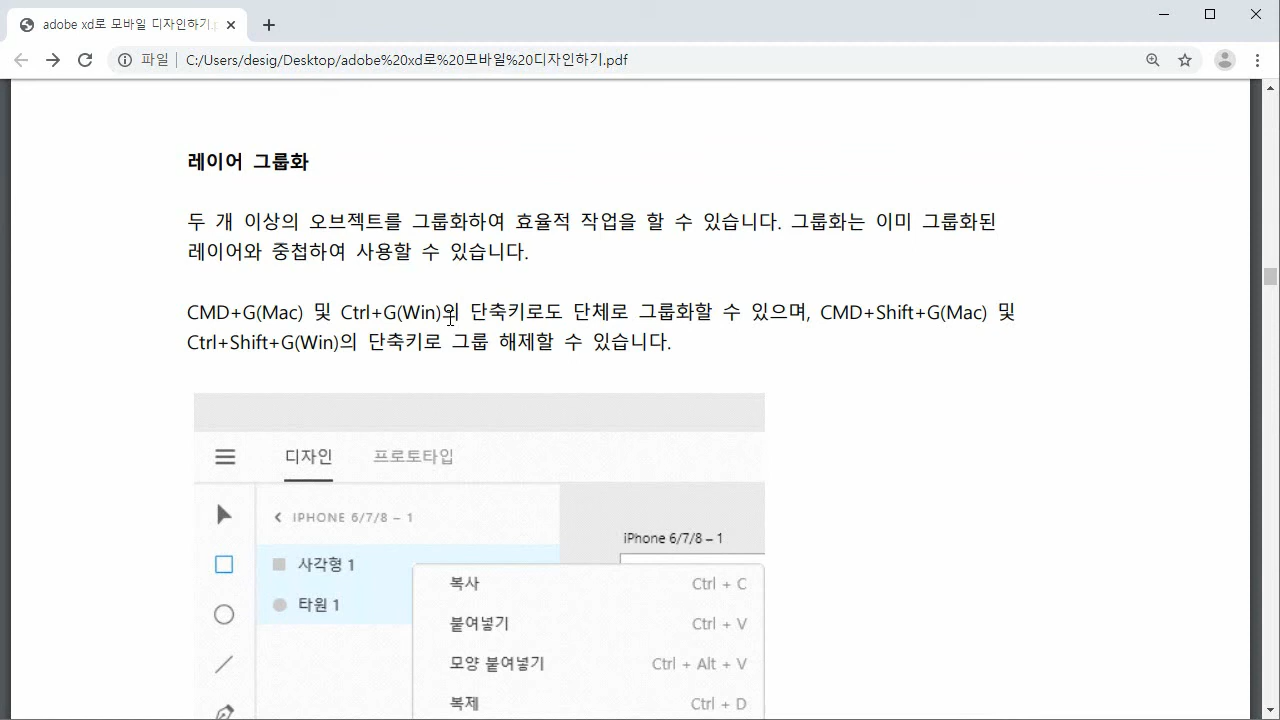 adobe xd로 모바일 디자인하기.p
파일
C:/Users/desig/Desktop/adobe%20xd로%20모바일%20디자인하기.pdf
레이어 그룹화
두 개 이상의 오브젝트를 그룹화하여 효율적 작업을 할 수 있습니다. 그룹화는 이미 그룹화된
레이어와 중첩하여 사용할 수 있습니다.
CMD+G(Mac) 및 Ctrl+G(Win)의 단축키로도 단체로 그룹화할 수 있으며, CMD+Shift+G(Mac) 및
Ctrl+Shift+G(Win)의 단축키로 그룹 해제할 수 있습니다.
디자인 프로토타입
IPHONE 6/7/8 – 1
iPhone 6/7/8 – 1
사각형 1
타원 1
복사 Ctrl + C
붙여넣기 Ctrl + V
모양 붙여넣기 Ctrl + Alt + V
복제 Ctrl + D